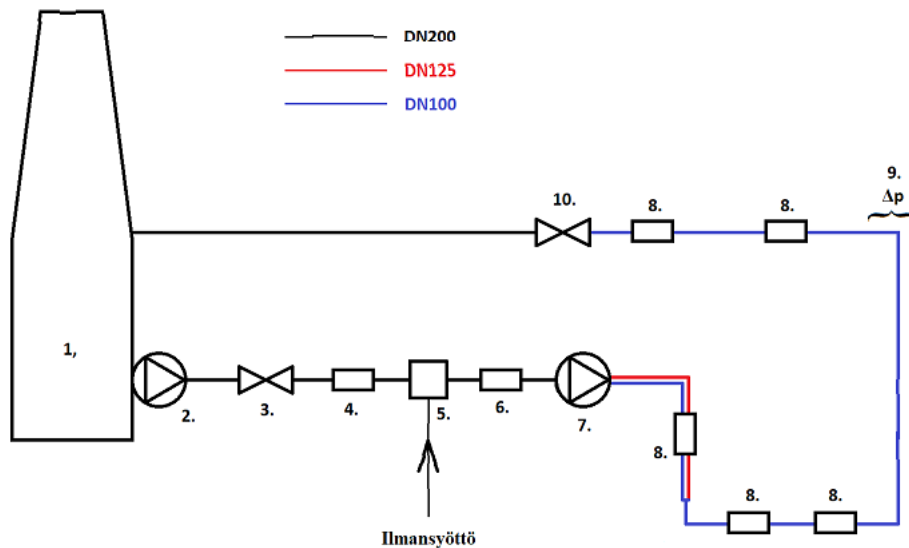 DN200
DN125
DN100
9.
Δp
10.
8.
8.
1,
2.
3.
4.
5.
6.
7.
8.
8.
8.
Ilmansyöttö